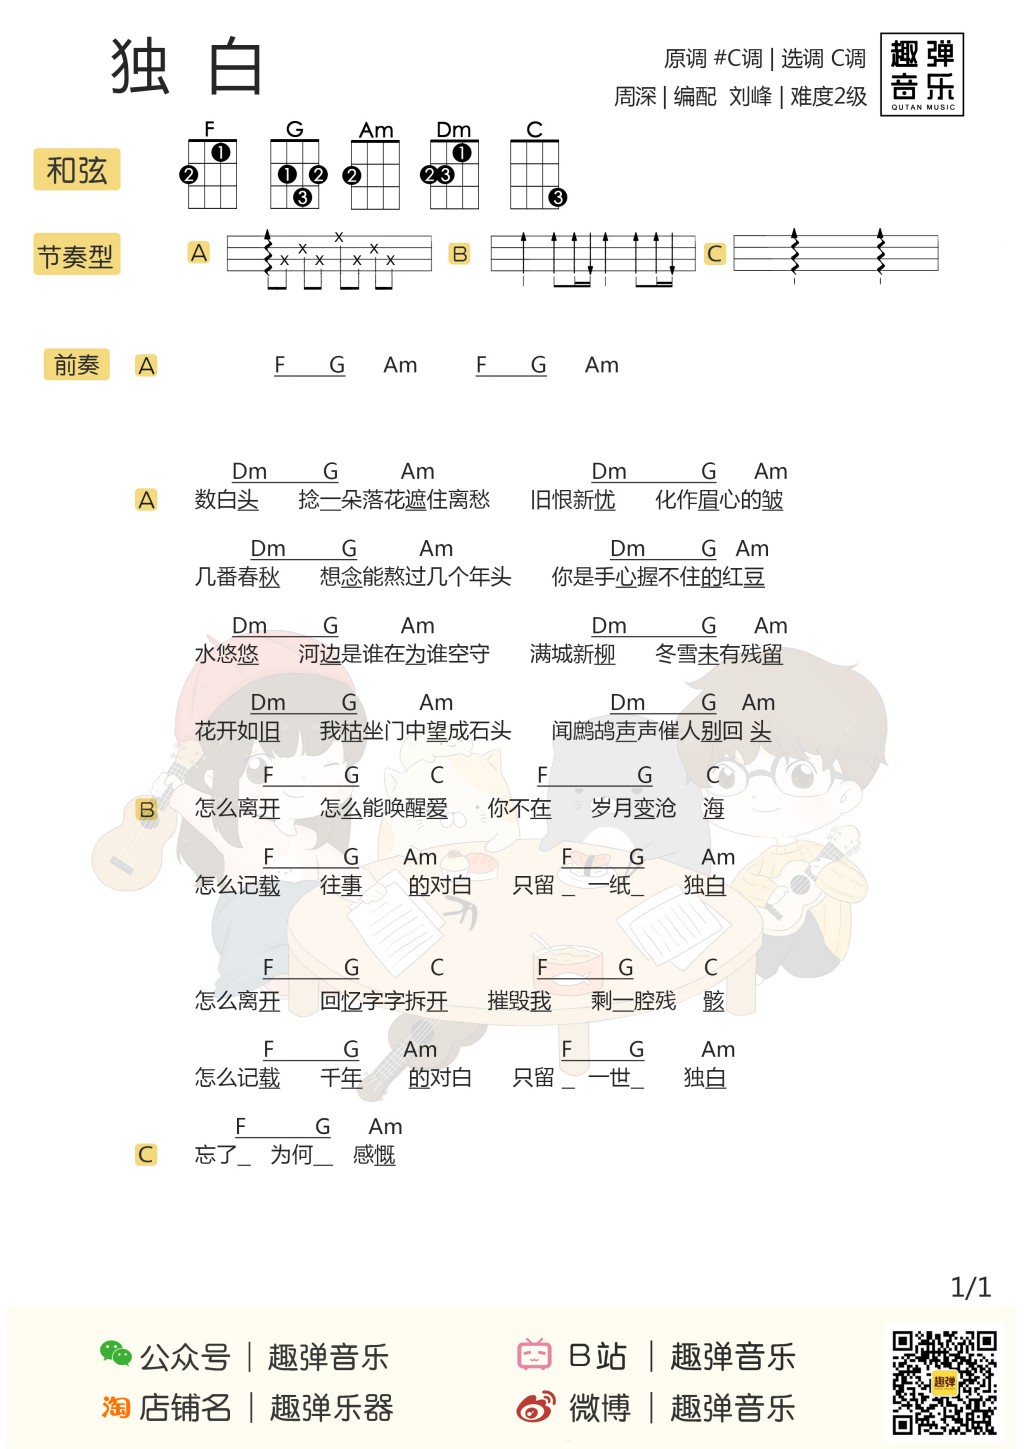 独 白
原调 #C调 | 选调 C调
周深 | 编配 刘峰 | 难度2级
趣弹音乐
QUTAN MUSIC
和弦 F G Am Dm C
1 2 1 2 3 2 1 2 3 3
节奏型 A B C
前奏 A F G Am F G Am
Dm G Am Dm G Am
A 数白头 捻一朵落花遮住离愁 旧恨新忧 化作眉心的皱
Dm G Am Dm G Am
几番春秋 想念能熬过几个年头 你是手心握不住的红豆
Dm G Am Dm G Am
水悠悠 河边是谁在为谁空守 满城新柳 冬雪未有残留
Dm G Am Dm G Am
花开如旧 我枯坐门中望成石头 闻鹧鸪声声催人别回 头
F G C F G C
B 怎么离开 怎么能唤醒爱 你不在 岁月变沧 海
F G Am F G Am
怎么记载 往事 的对白 只留 _ 一纸_ 独白
F G C F G C
怎么离开 回忆字字拆开 摧毁我 剩一腔残 骸
F G Am F G Am
怎么记载 千年 的对白 只留 _ 一世_ 独白
F G Am
C 忘了_ 为何_ 感慨
1/1
公众号 | 趣弹音乐 B站 | 趣弹音乐
淘 店铺名 | 趣弹乐器 微博 | 趣弹音乐
趣弹